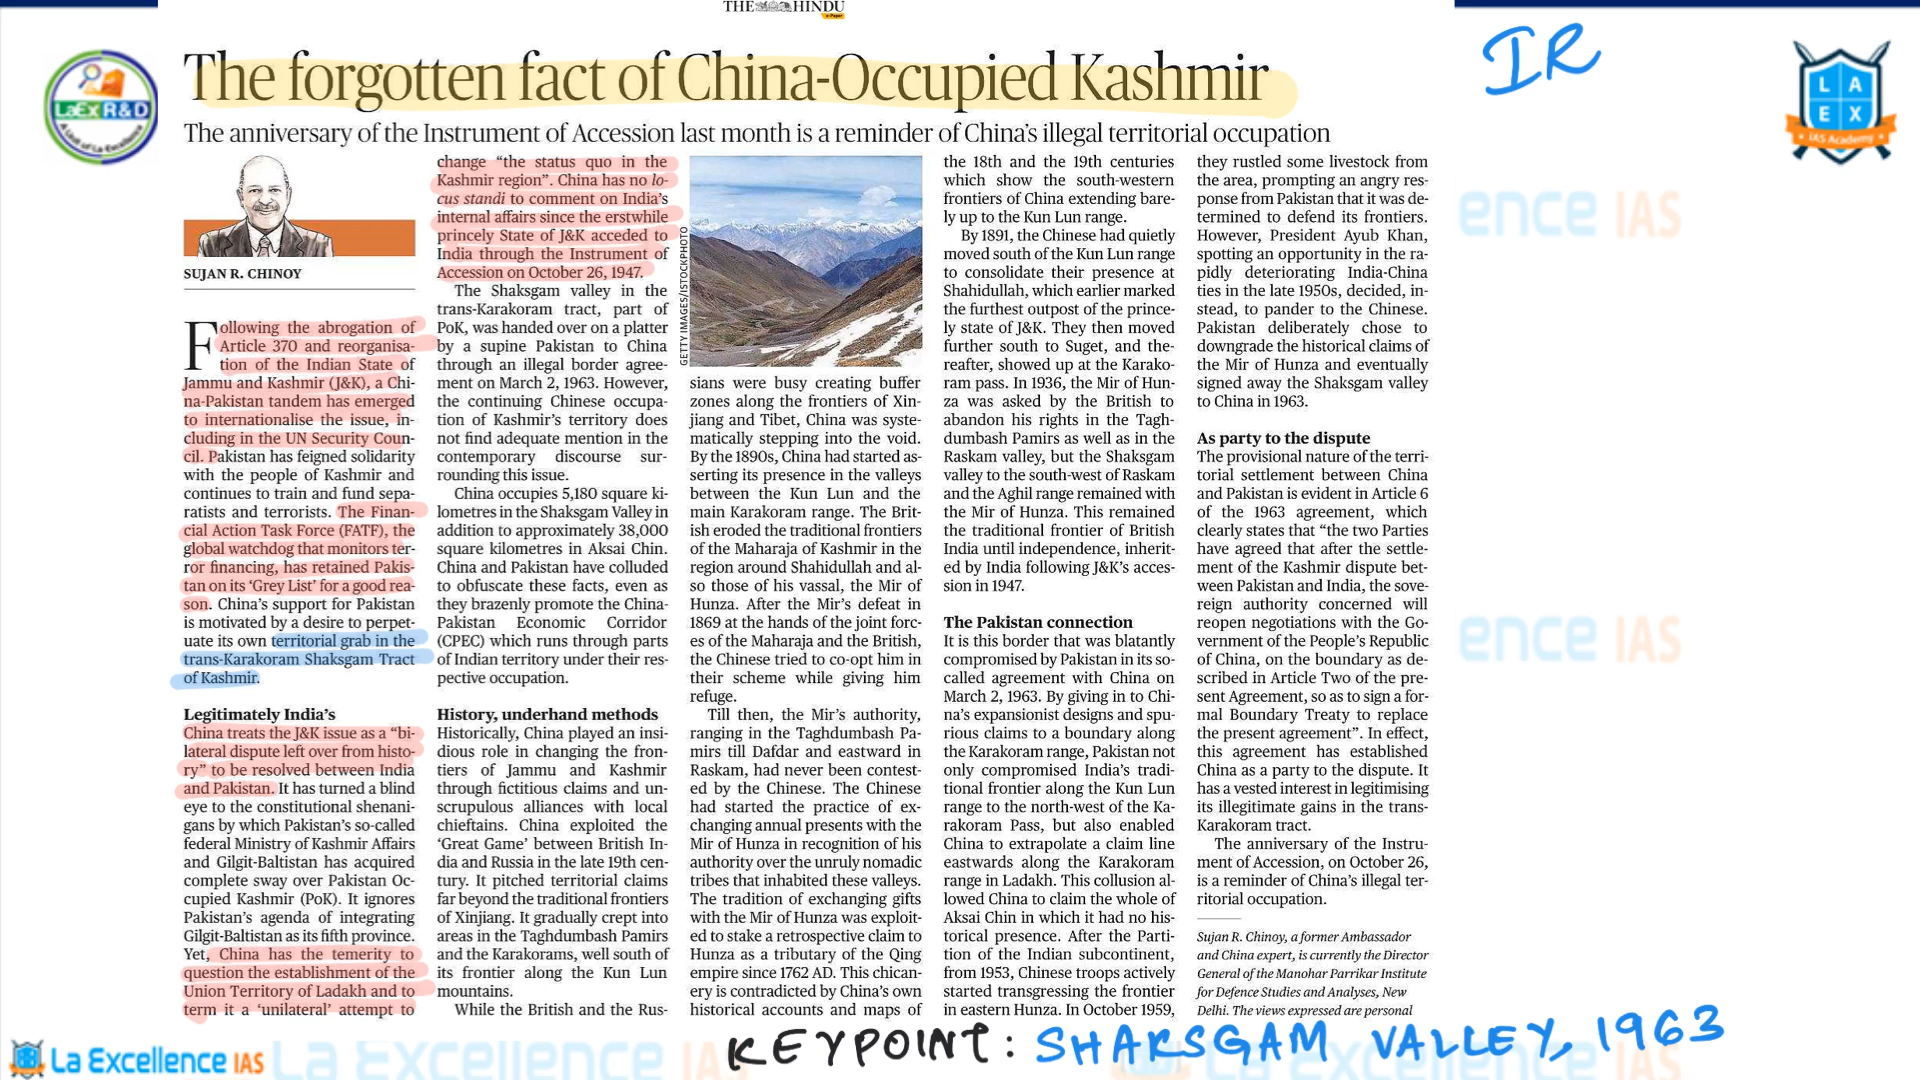 THE HINDU
e-Paper
The forgotten fact of China-Occupied Kashmir
IR
LaEx R&D
A Unit of La Excellence
L A
E X
IAS Academy
The anniversary of the Instrument of Accession last month is a reminder of China's illegal territorial occupation
SUJAN R. CHINOY
Following the abrogation of
Article 370 and reorganisa-
tion of the Indian State of
Jammu and Kashmir (J&K), a Chi-
na-Pakistan tandem has emerged
to internationalise the issue, in-
cluding in the UN Security Coun-
cil. Pakistan has feigned solidarity
with the people of Kashmir and
continues to train and fund sepa-
ratists and terrorists. The Finan-
cial Action Task Force (FATF), the
global watchdog that monitors ter-
ror financing, has retained Pakis-
tan on its 'Grey List' for a good rea-
son. China's support for Pakistan
is motivated by a desire to perpet-
uate its own territorial grab in the
trans-Karakoram Shaksgam Tract
of Kashmir.
Legitimately India's
China treats the J&K issue as a "bi-
lateral dispute left over from histo-
ry" to be resolved between India
and Pakistan. It has turned a blind
eye to the constitutional shenani-
gans by which Pakistan's so-called
federal Ministry of Kashmir Affairs
and Gilgit-Baltistan has acquired
complete sway over Pakistan Oc-
cupied Kashmir (PoK). It ignores
Pakistan's agenda of integrating
Gilgit-Baltistan as its fifth province.
Yet, China has the temerity to
question the establishment of the
Union Territory of Ladakh and to
term it a 'unilateral' attempt to
change "the status quo in the
Kashmir region". China has no lo-
cus standi to comment on India's
internal affairs since the erstwhile
princely State of J&K acceded to
India through the Instrument of
Accession on October 26, 1947.
The Shaksgam valley in the
trans-Karakoram tract, part of
PoK, was handed over on a platter
by a supine Pakistan to China
through an illegal border agree-
ment on March 2, 1963. However,
the continuing Chinese occupa-
tion of Kashmir's territory does
not find adequate mention in the
contemporary discourse sur-
rounding this issue.
China occupies 5,180 square ki-
lometres in the Shaksgam Valley in
addition to approximately 38,000
square kilometres in Aksai Chin.
China and Pakistan have colluded
to obfuscate these facts, even as
they brazenly promote the China-
Pakistan Economic Corridor
(CPEC) which runs through parts
of Indian territory under their res-
pective occupation.
History, underhand methods
Historically, China played an insi-
dious role in changing the fron-
tiers of Jammu and Kashmir
through fictitious claims and un-
scrupulous alliances with local
chieftains. China exploited the
'Great Game' between British In-
dia and Russia in the late 19th cen-
tury. It pitched territorial claims
far beyond the traditional frontiers
of Xinjiang. It gradually crept into
areas in the Taghdumbash Pamirs
and the Karakorams, well south of
its frontier along the Kun Lun
mountains.
While the British and the Rus-
GETTY IMAGES/ISTOCKPHOTO
sians were busy creating buffer
zones along the frontiers of Xin-
jiang and Tibet, China was syste-
matically stepping into the void.
By the 1890s, China had started as-
serting its presence in the valleys
between the Kun Lun and the
main Karakoram range. The Brit-
ish eroded the traditional frontiers
of the Maharaja of Kashmir in the
region around Shahidullah and al-
so those of his vassal, the Mir of
Hunza. After the Mir's defeat in
1869 at the hands of the joint forc-
es of the Maharaja and the British,
the Chinese tried to co-opt him in
their scheme while giving him
refuge.
Till then, the Mir's authority,
ranging in the Taghdumbash Pa-
mirs till Dafdar and eastward in
Raskam, had never been contest-
ed by the Chinese. The Chinese
had started the practice of ex-
changing annual presents with the
Mir of Hunza in recognition of his
authority over the unruly nomadic
tribes that inhabited these valleys.
The tradition of exchanging gifts
with the Mir of Hunza was exploit-
ed to stake a retrospective claim to
Hunza as a tributary of the Qing
empire since 1762 AD. This chican-
ery is contradicted by China's own
historical accounts and maps of
the 18th and the 19th centuries
which show the south-western
frontiers of China extending bare-
ly up to the Kun Lun range.
By 1891, the Chinese had quietly
moved south of the Kun Lun range
to consolidate their presence at
Shahidullah, which earlier marked
the furthest outpost of the prince-
ly state of J&K. They then moved
further south to Suget, and the-
reafter, showed up at the Karako-
ram pass. In 1936, the Mir of Hun-
za was asked by the British to
abandon his rights in the Tagh-
dumbash Pamirs as well as in the
Raskam valley, but the Shaksgam
valley to the south-west of Raskam
and the Aghil range remained with
the Mir of Hunza. This remained
the traditional frontier of British
India until independence, inherit-
ed by India following J&K's acces-
sion in 1947.
The Pakistan connection
It is this border that was blatantly
compromised by Pakistan in its so-
called agreement with China on
March 2, 1963. By giving in to Chi-
na's expansionist designs and spu-
rious claims to a boundary along
the Karakoram range, Pakistan not
only compromised India's tradi-
tional frontier along the Kun Lun
range to the north-west of the Ka-
rakoram Pass, but also enabled
China to extrapolate a claim line
eastwards along the Karakoram
range in Ladakh. This collusion al-
lowed China to claim the whole of
Aksai Chin in which it had no his-
torical presence. After the Parti-
tion of the Indian subcontinent,
from 1953, Chinese troops actively
started transgressing the frontier
in eastern Hunza. In October 1959,
they rustled some livestock from
the area, prompting an angry res-
ponse from Pakistan that it was de-
termined to defend its frontiers.
However, President Ayub Khan,
spotting an opportunity in the ra-
pidly deteriorating India-China
ties in the late 1950s, decided, in-
stead, to pander to the Chinese.
Pakistan deliberately chose to
downgrade the historical claims of
the Mir of Hunza and eventually
signed away the Shaksgam valley
to China in 1963.
As party to the dispute
The provisional nature of the terri-
torial settlement between China
and Pakistan is evident in Article 6
of the 1963 agreement, which
clearly states that "the two Parties
have agreed that after the settle-
ment of the Kashmir dispute bet-
ween Pakistan and India, the sove-
reign authority concerned will
reopen negotiations with the Go-
vernment of the People's Republic
of China, on the boundary as de-
scribed in Article Two of the pre-
sent Agreement, so as to sign a for-
mal Boundary Treaty to replace
the present agreement". In effect,
this agreement has established
China as a party to the dispute. It
has a vested interest in legitimising
its illegitimate gains in the trans-
Karakoram tract.
The anniversary of the Instru-
ment of Accession, on October 26,
is a reminder of China's illegal ter-
ritorial occupation.
Sujan R. Chinoy, a former Ambassador
and China expert, is currently the Director
General of the Manohar Parrikar Institute
for Defence Studies and Analyses, New
Delhi. The views expressed are personal
ence IAS
ence IAS
La Excellence IAS
La Excellence
Excellence IAS
KEYPOINT: SHAKSGAM VALLEY, 1963